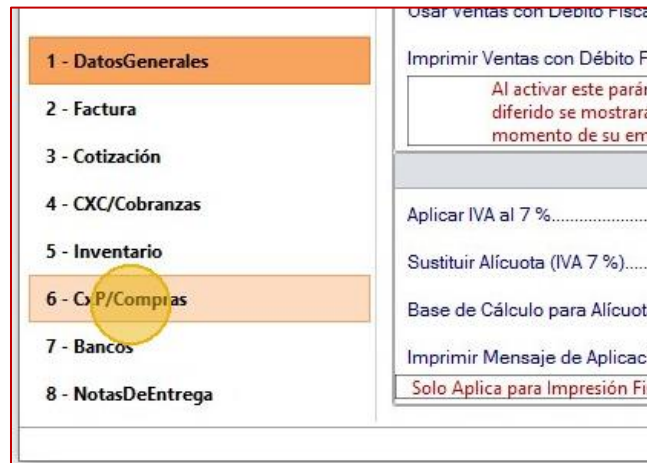 1 - DatosGenerales
2 - Factura
3 - Cotización
4 - CXC/Cobranzas
5 - Inventario
6 - CxP/Compras
7 - Bancos
8 - NotasDeEntrega
Usar Ventas con Débito Fisca
Imprimir Ventas con Débito F
Al activar este parám
diferido se mostrará
momento de su em
Aplicar IVA al 7 %......................
Sustituir Alícuota (IVA 7 %).....
Base de Cálculo para Alícuot
Imprimir Mensaje de Aplicac
Solo Aplica para Impresión Fi